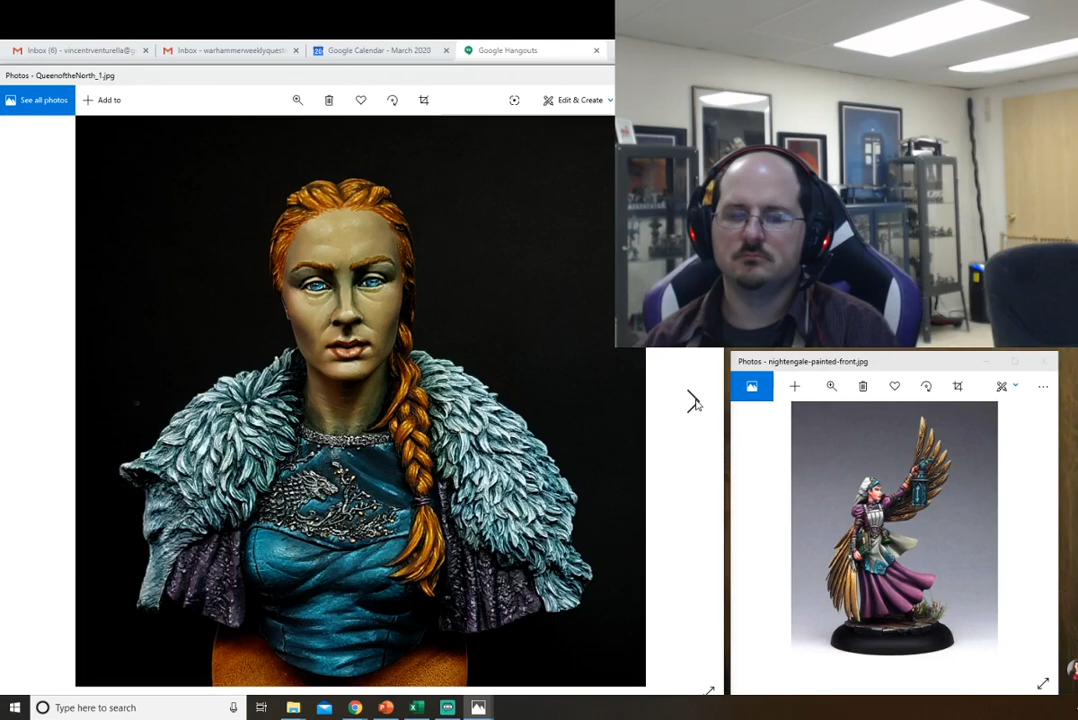 Inbox (6) - vincentrventurella@g
Inbox - warhammerweeklyquest
Google Calendar - March 2020
Google Hangouts
Photos - QueenoftheNorth_1.jpg
See all photos
Add to
Edit & Create
Photos - nightengale-painted-front.jpg
Type here to search